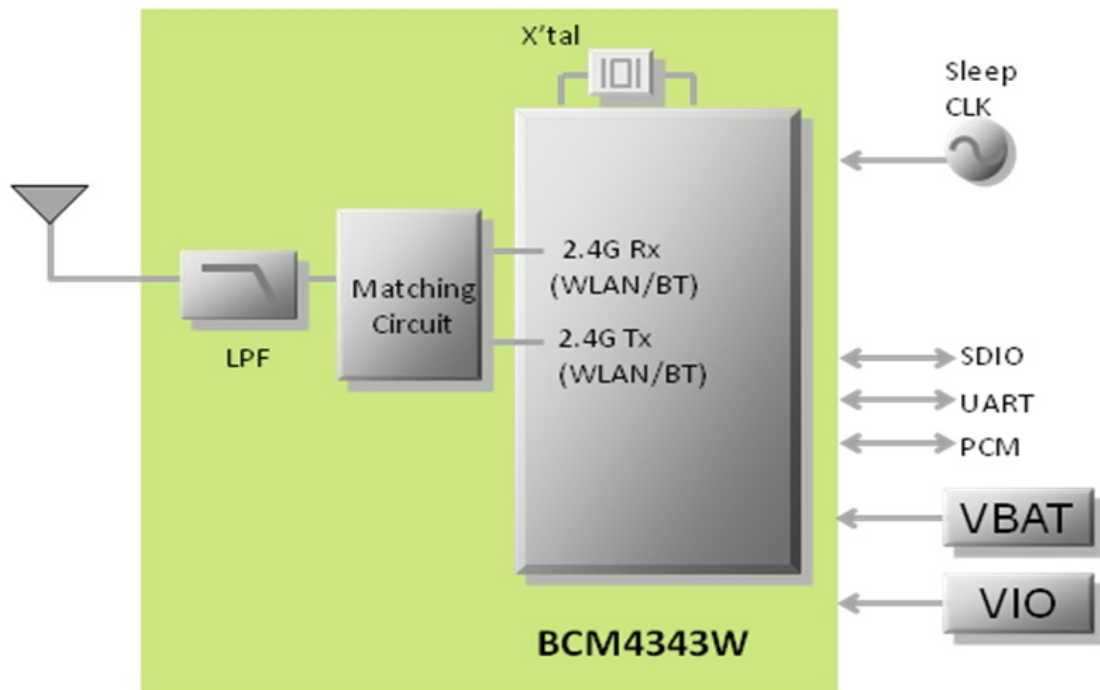 X'tal
Sleep
CLK
2.4G Rx
(WLAN/BT)
Matching
Circuit
2.4G Tx
(WLAN/BT)
LPF
SDIO
UART
PCM
VBAT
VIO
BCM4343W